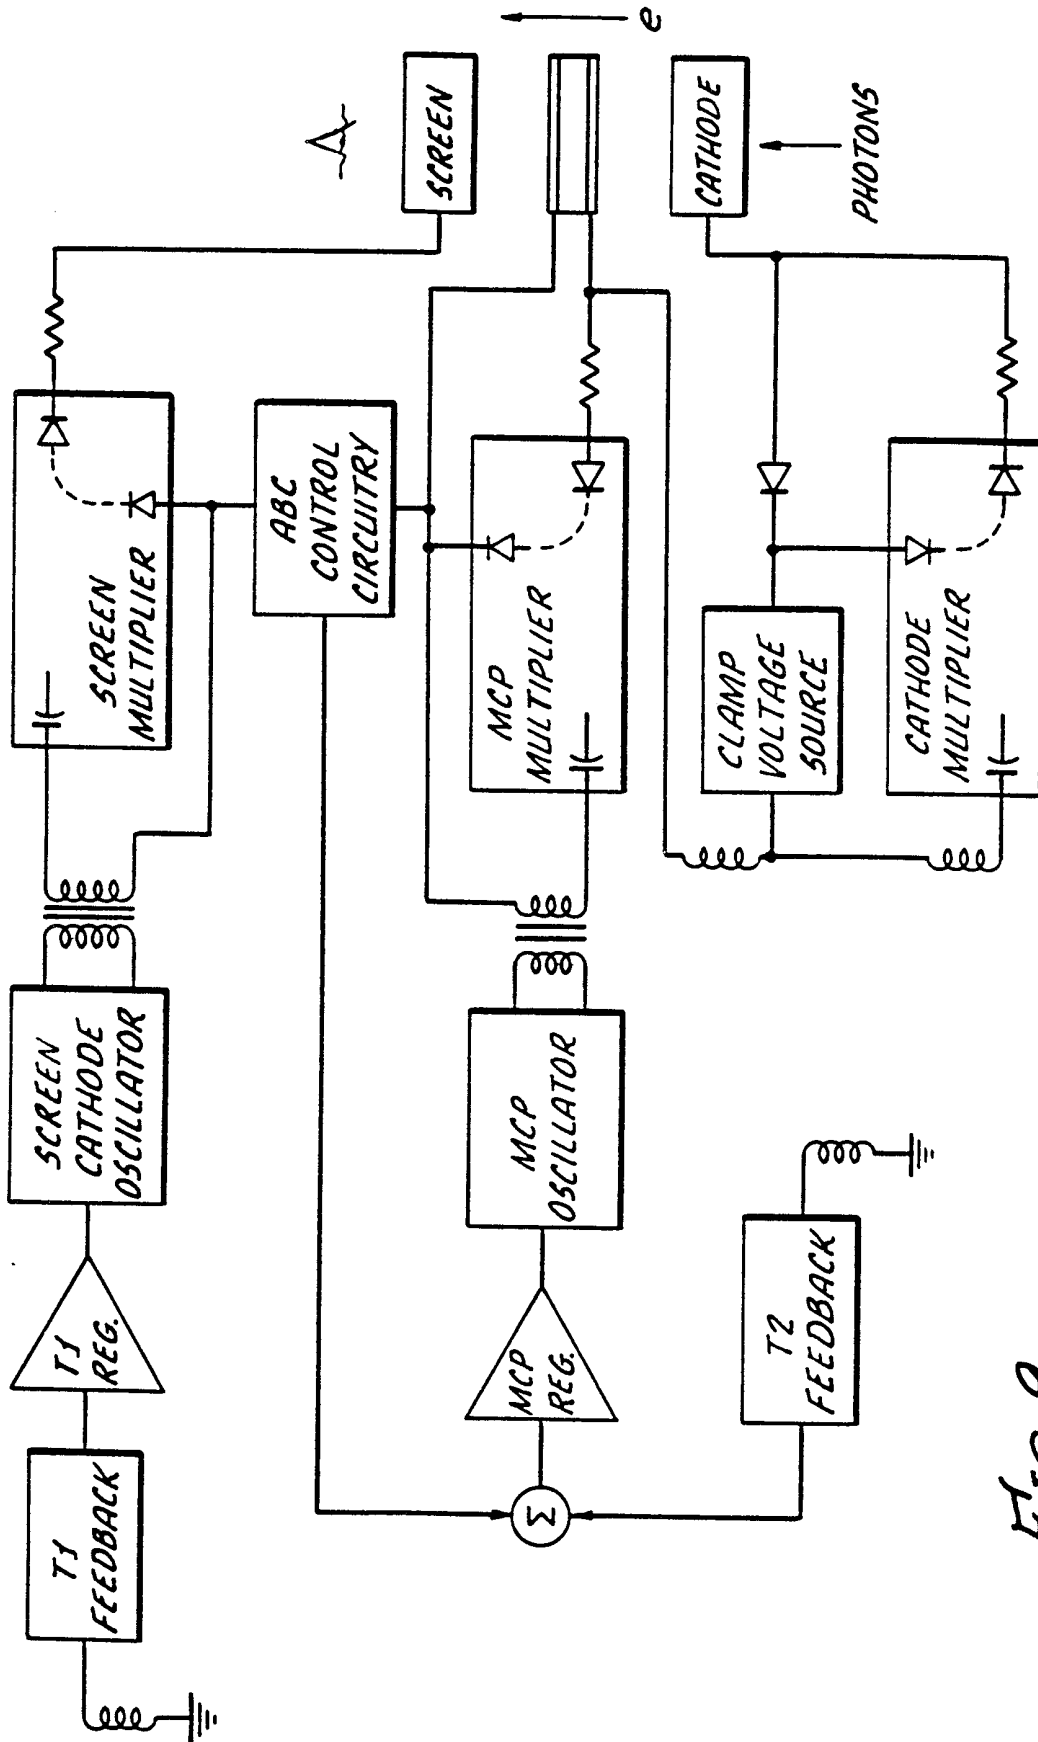 T1
FEEDBACK
T1
REG.
SCREEN
CATHODE
OSCILLATOR
SCREEN
MULTIPLIER
SCREEN
ABC
CONTROL
CIRCUITRY
Σ
MCP
REG.
MCP
OSCILLATOR
MCP
MULTIPLIER
e
T2
FEEDBACK
CLAMP
VOLTAGE
SOURCE
CATHODE
MULTIPLIER
CATHODE
PHOTONS